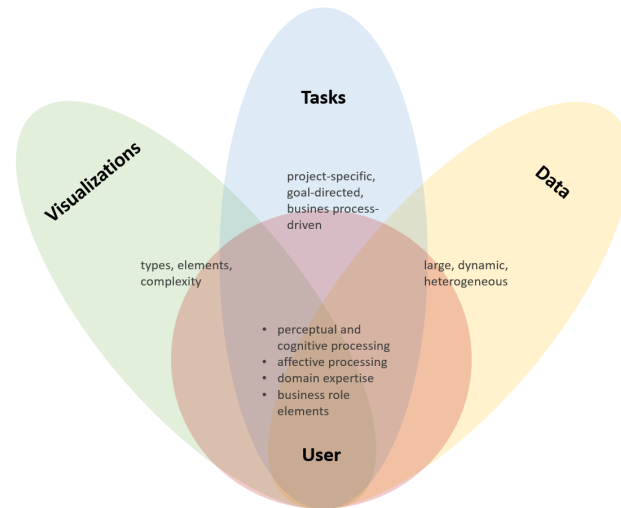 Tasks
Visualizations
Data
project-specific,
goal-directed,
busines process-
driven
types, elements,
complexity
large, dynamic,
heterogeneous
• perceptual and
cognitive processing
• affective processing
• domain expertise
• business role
elements
User